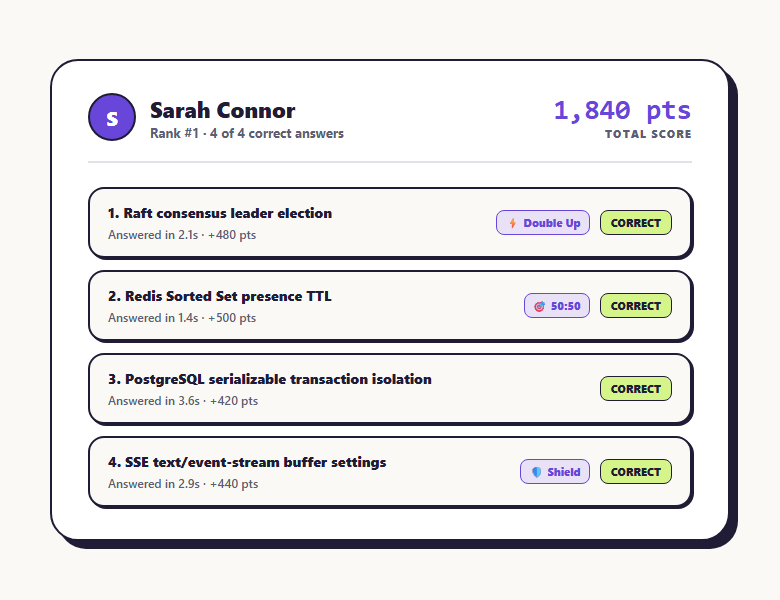 S
Sarah Connor
Rank #1 · 4 of 4 correct answers
1,840 pts
TOTAL SCORE
1. Raft consensus leader election
Answered in 2.1s · +480 pts
Double Up
CORRECT
2. Redis Sorted Set presence TTL
Answered in 1.4s · +500 pts
50:50
CORRECT
3. PostgreSQL serializable transaction isolation
Answered in 3.6s · +420 pts
CORRECT
4. SSE text/event-stream buffer settings
Answered in 2.9s · +440 pts
Shield
CORRECT